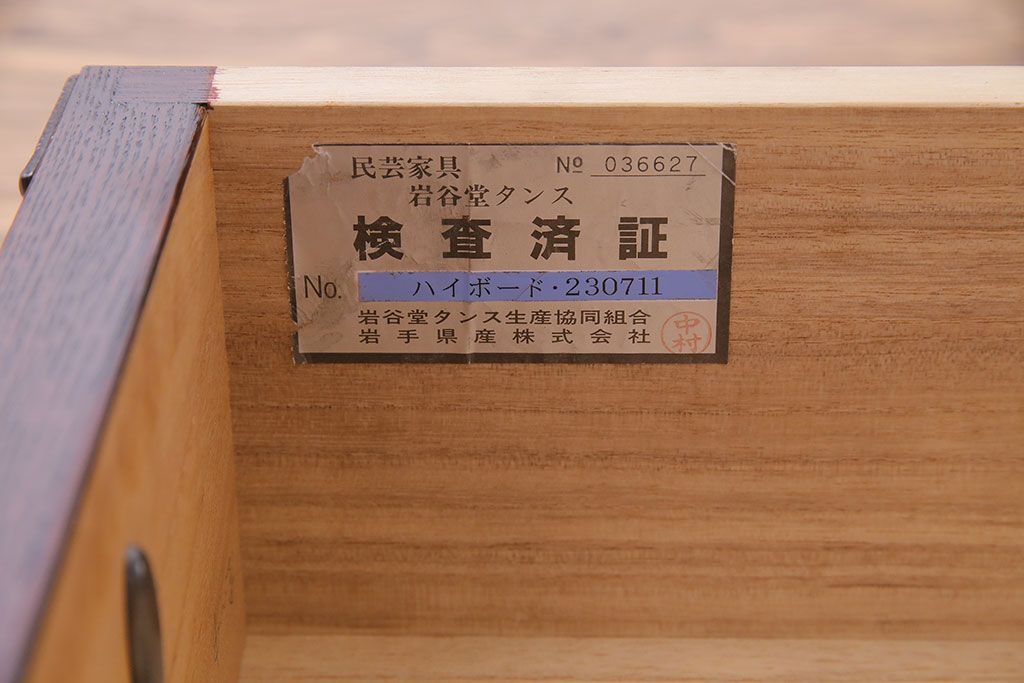 民芸家具 № 036627
岩谷堂タンス
検査済証
No. ハイボード・230711
岩谷堂タンス生産協同組合
岩手県産株式会社
中村